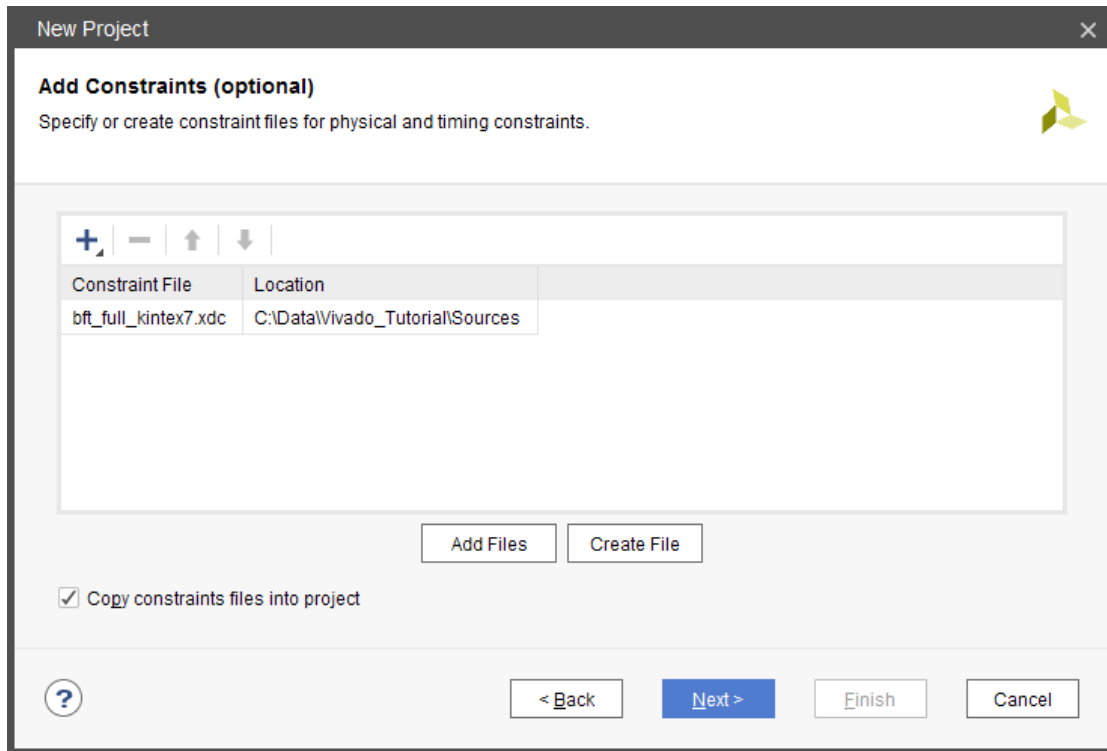 New Project
Add Constraints (optional)
Specify or create constraint files for physical and timing constraints.
Constraint File Location
bft_full_kintex7.xdc C:\Data\Vivado_Tutorial\Sources
Add Files Create File
Copy constraints files into project
? < Back Next > Finish Cancel